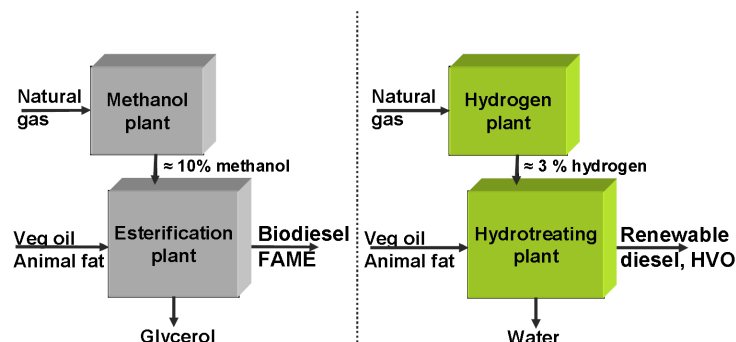 Natural
gas
Methanol
plant
≈ 10% methanol
Veg oil
Animal fat
Esterification
plant
Biodiesel
FAME
Glycerol
Natural
gas
Hydrogen
plant
≈ 3 % hydrogen
Veg oil
Animal fat
Hydrotreating
plant
Renewable
diesel, HVO
Water